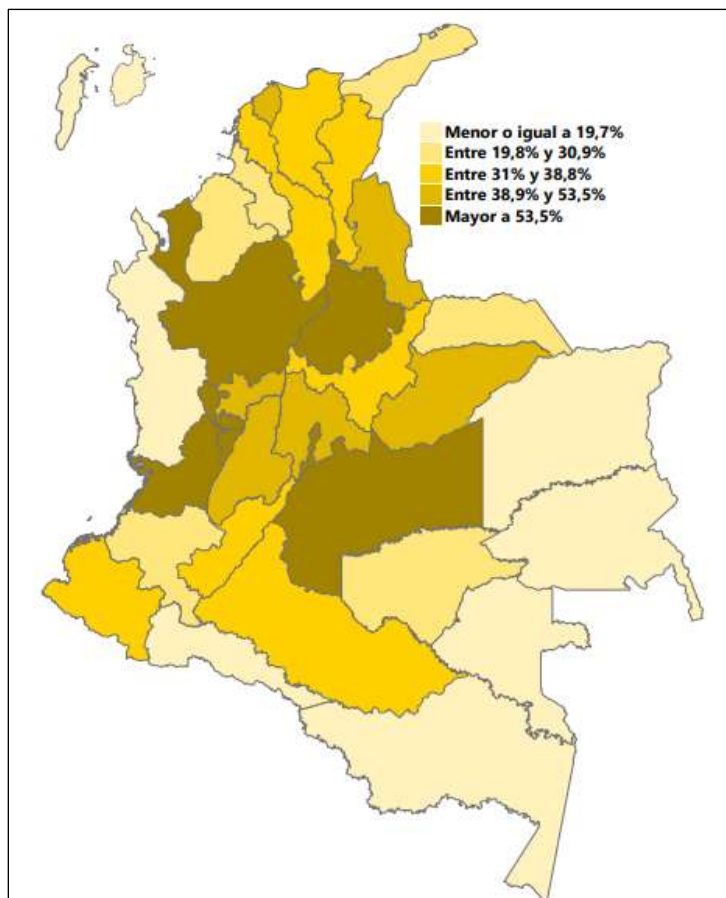 Menor o igual a 19,7%
Entre 19,8% y 30,9%
Entre 31% y 38,8%
Entre 38,9% y 53,5%
Mayor a 53,5%